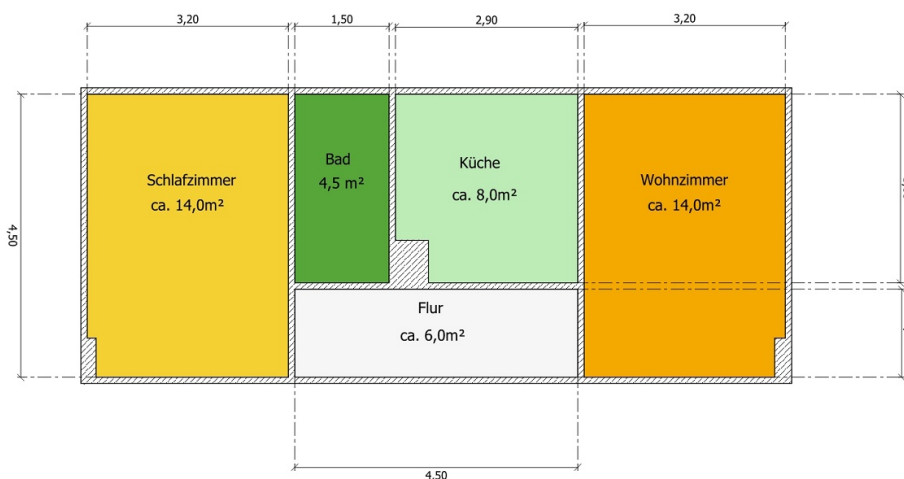 3,20
1,50
2,90
3,20
Schlafzimmer
ca. 14,0m²
Bad
4,5 m²
Küche
ca. 8,0m²
Wohnzimmer
ca. 14,0m²
4,50
Flur
ca. 6,0m²
4,50